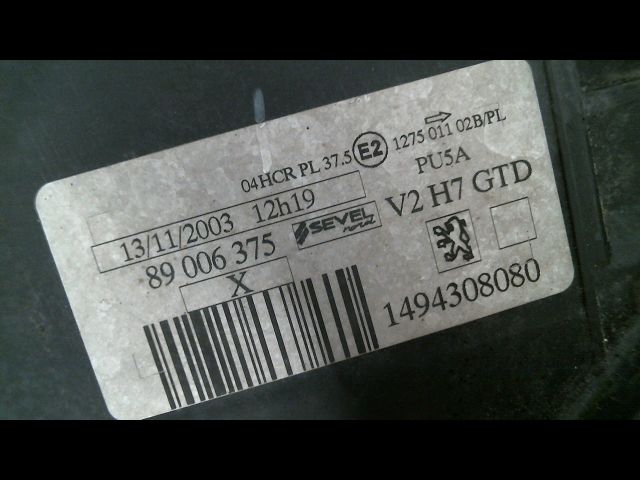 04HCR PL 37.5 E2 1275 011 02B/PL
PU5A
13/11/2003 12h19
V2 H7 GTD
89 006 375
SEVEL
X
1494308080